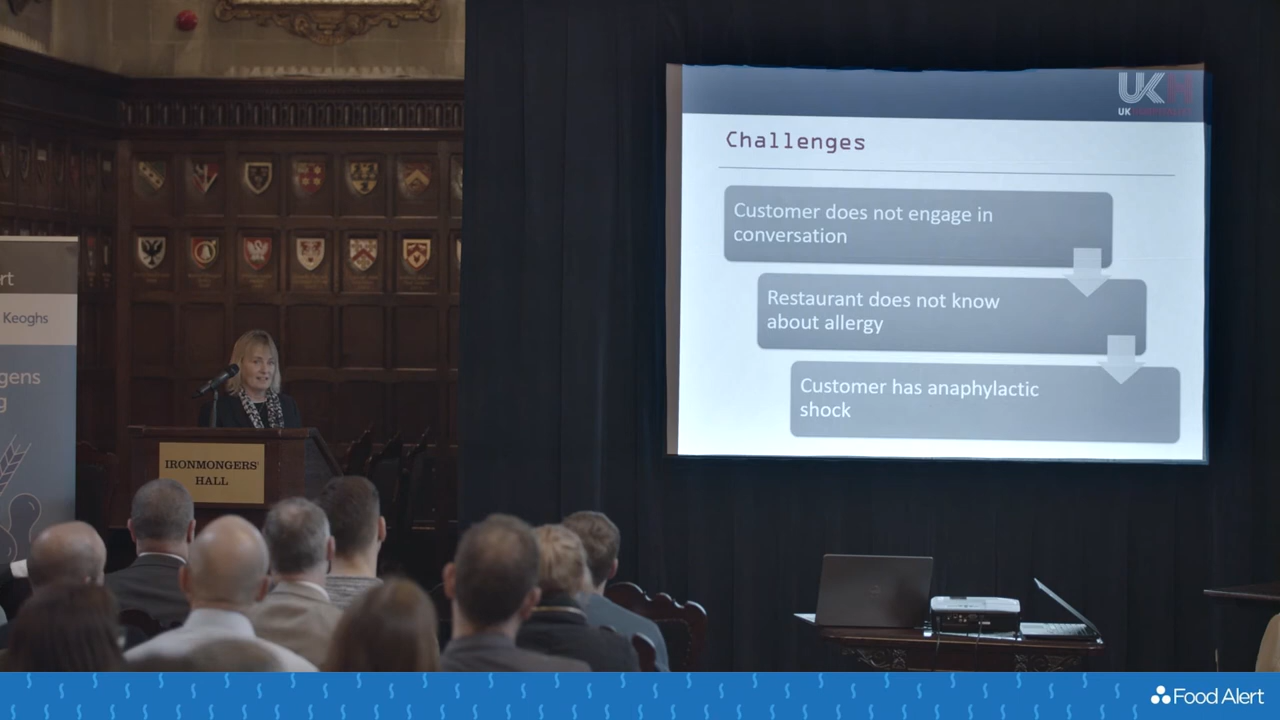 rt
Keoghs
gens
g
IRONMONGERS'
HALL
UKH
UK
Challenges
Customer does not engage in
conversation
Restaurant does not know
about allergy
Customer has anaphylactic
shock
Food Alert